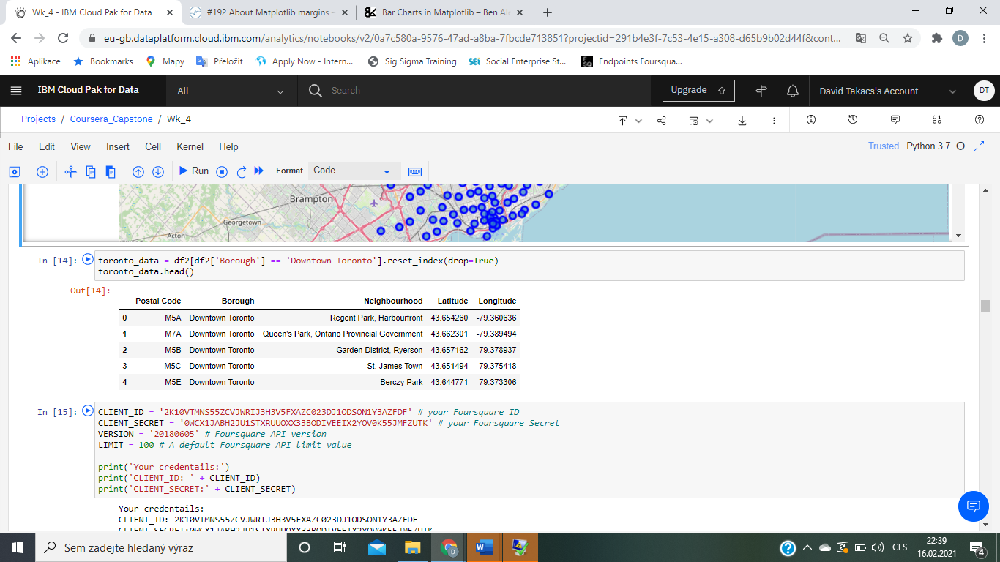 Wk_4 - IBM Cloud Pak for Data
#192 About Matplotlib margins –
Bar Charts in Matplotlib – Ben Al
eu-gb.dataplatform.cloud.ibm.com/analytics/notebooks/v2/0a7c580a-9576-47ad-a8ba-7fbcde713851?projectid=291b4e3f-7c53-4e15-a308-d65b9b02d44f&cont...
D
Aplikace Bookmarks Mapy Přeložit Apply Now - Intern... Sig Sigma Training Social Enterprise St... Endpoints Foursqua...
IBM Cloud Pak for Data All Search Upgrade David Takacs's Account DT
Projects / Coursera_Capstone / Wk_4
File Edit View Insert Cell Kernel Help Trusted | Python 3.7
Run Format Code
Brampton
Georgetown
Acton
In [14]: toronto_data = df2[df2['Borough'] == 'Downtown Toronto'].reset_index(drop=True)
toronto_data.head()
Out[14]:
Postal Code Borough Neighbourhood Latitude Longitude
0 M5A Downtown Toronto Regent Park, Harbourfront 43.654260 -79.360636
1 M7A Downtown Toronto Queen's Park, Ontario Provincial Government 43.662301 -79.389494
2 M5B Downtown Toronto Garden District, Ryerson 43.657162 -79.378937
3 M5C Downtown Toronto St. James Town 43.651494 -79.375418
4 M5E Downtown Toronto Berczy Park 43.644771 -79.373306
In [15]: CLIENT_ID = '2K10VTMNS55ZCVJWRIJ3H3V5FXAZC023DJ1ODSON1Y3AZFDF' # your Foursquare ID
CLIENT_SECRET = '0WCX1JABH2JU1STXRUUOXX33BODIVEEIX2YOV0K55JMFZUTK' # your Foursquare Secret
VERSION = '20180605' # Foursquare API version
LIMIT = 100 # A default Foursquare API limit value
print('Your credentails:')
print('CLIENT_ID: ' + CLIENT_ID)
print('CLIENT_SECRET:' + CLIENT_SECRET)
Your credentails:
CLIENT_ID: 2K10VTMNS55ZCVJWRIJ3H3V5FXAZC023DJ1ODSON1Y3AZFDF
CLIENT_SECRET:0WCX1JABH2JU1STXRUUOXX33BODIVEEIX2YOV0K55JMFZUTK
Sem zadejte hledaný výraz
CES
22:39
16.02.2021
4